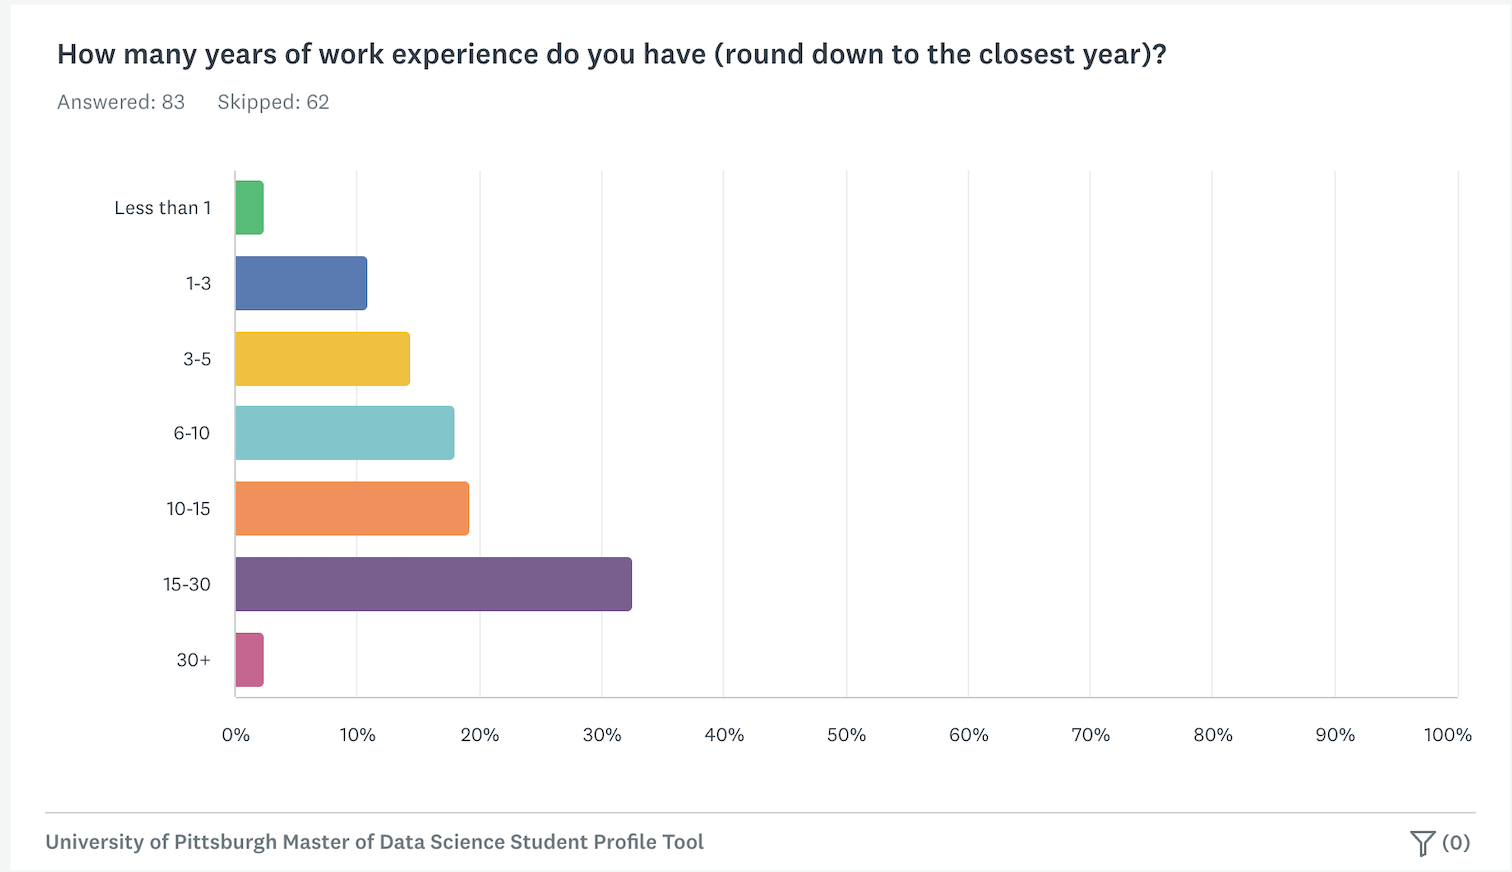 How many years of work experience do you have (round down to the closest year)?
Answered: 83 Skipped: 62
Less than 1
1-3
3-5
6-10
10-15
15-30
30+
0% 10% 20% 30% 40% 50% 60% 70% 80% 90% 100%
University of Pittsburgh Master of Data Science Student Profile Tool (0)